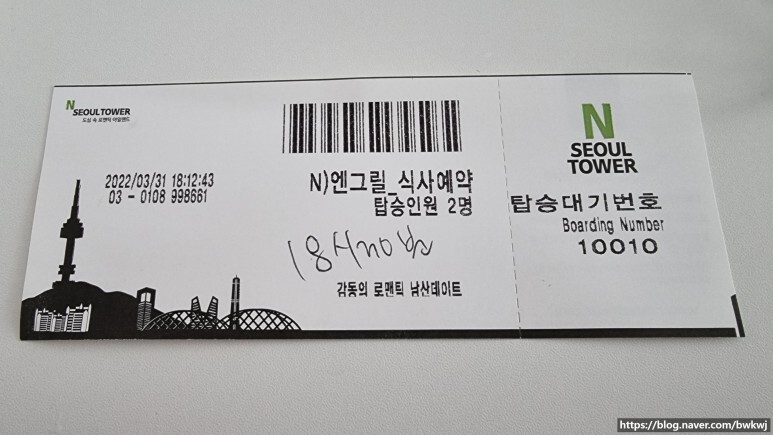 N
SEOULTOWER
도심 속 로맨틱 아일랜드
2022/03/31 18:12:43
03 - 0108 998661
N)엔그릴_식사예약
탑승인원 2명
18시20분
감동의 로맨틱 남산데이트
N
SEOUL
TOWER
탑승대기번호
Boarding Number
10010
https://blog.naver.com/bwkwj